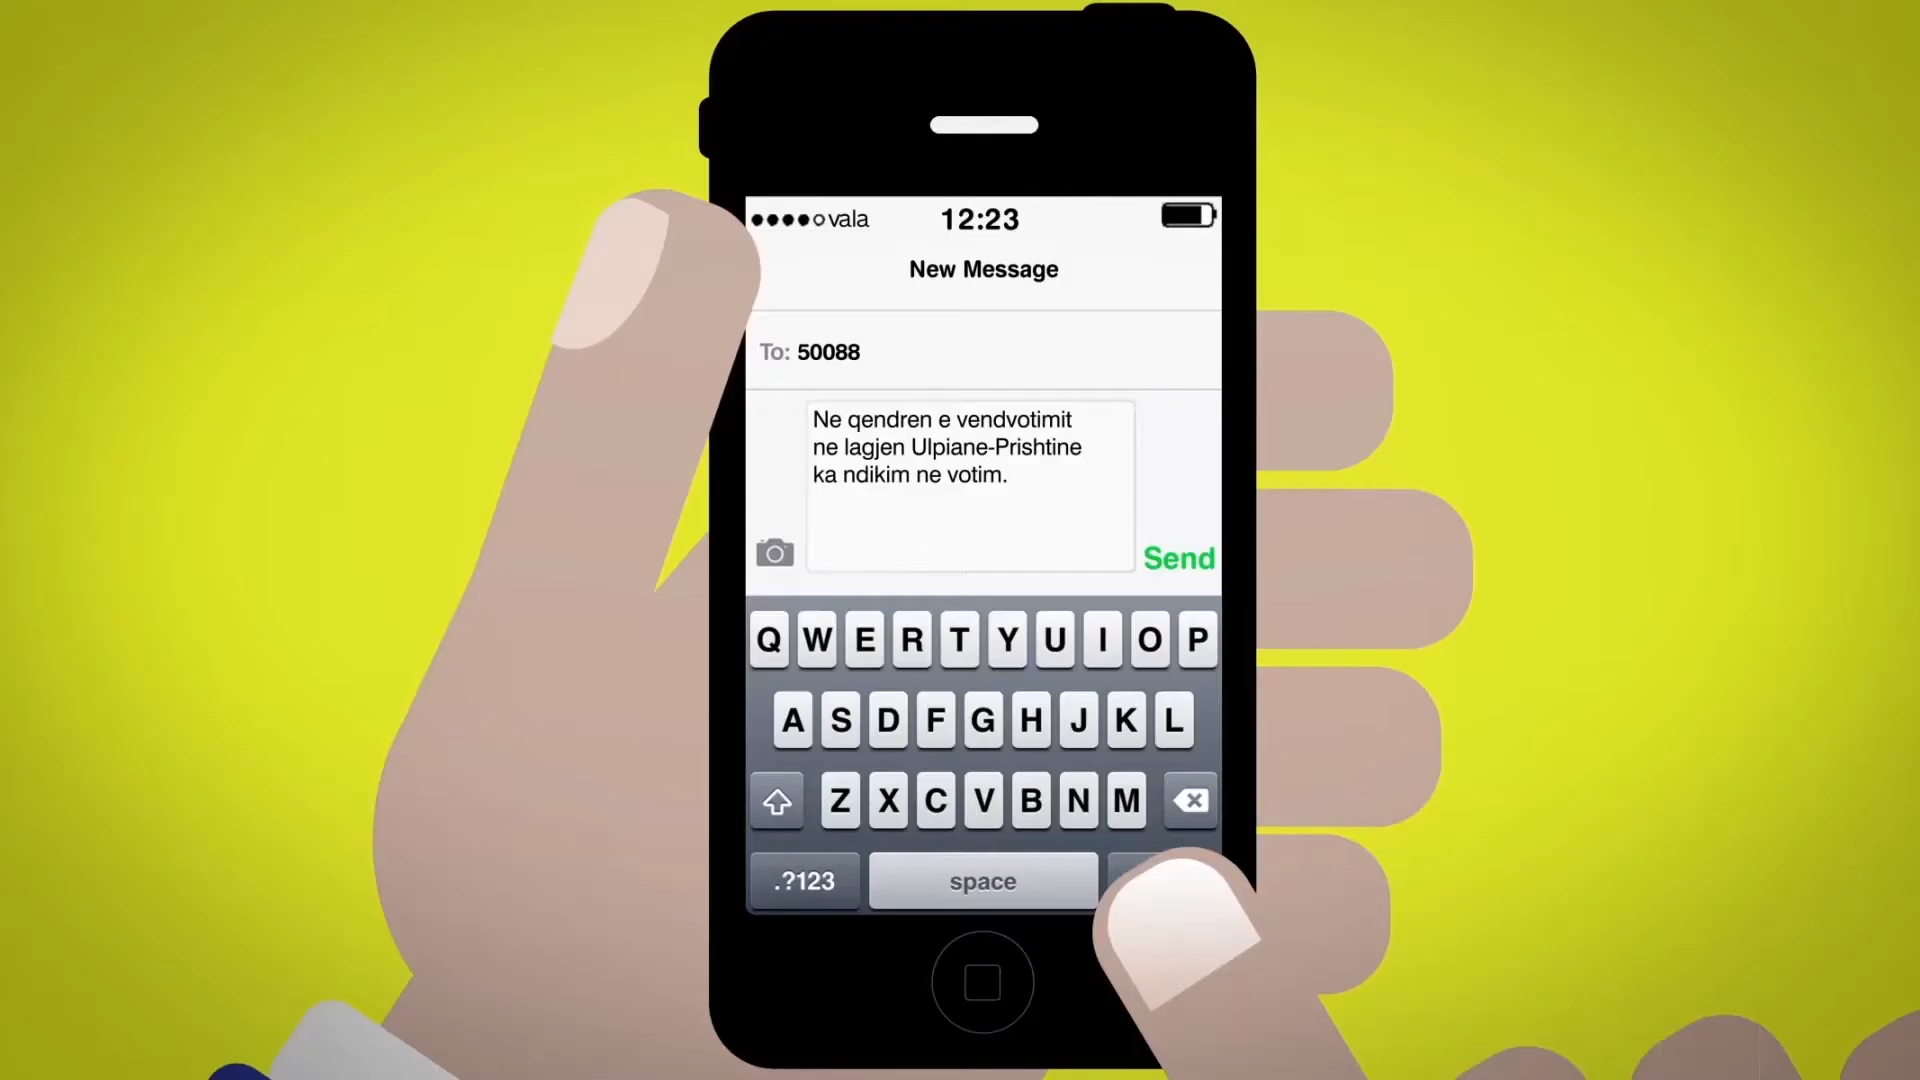 vala 12:23
New Message
To: 50088
Ne qendren e vendvotimit
ne lagjen Ulpiane-Prishtine
ka ndikim ne votim.
Send
Q W E R T Y U I O P
A S D F G H J K L
Z X C V B N M
.?123 space